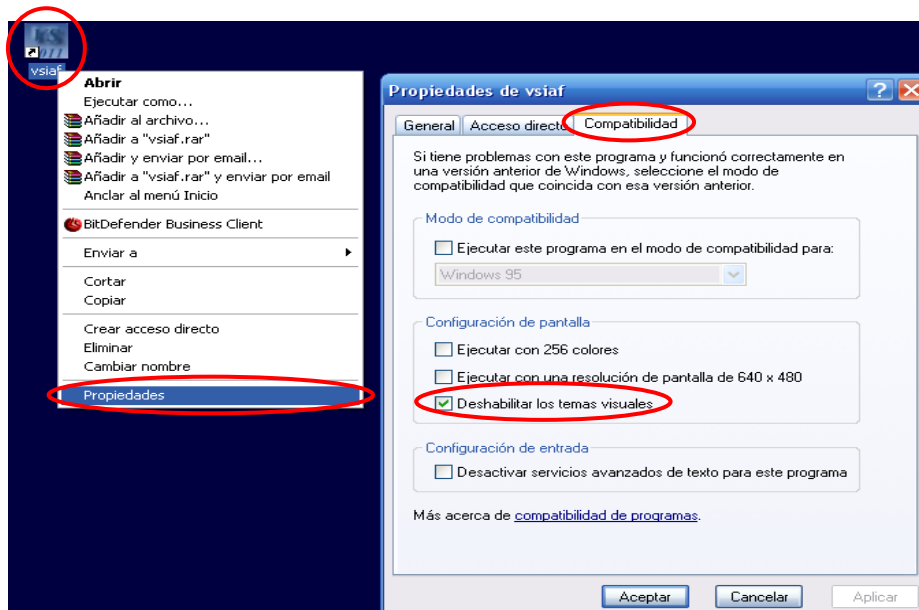 vsiaf
Abrir
Ejecutar como...
Añadir al archivo...
Añadir a "vsiaf.rar"
Añadir y enviar por email...
Añadir a "vsiaf.rar" y enviar por email
Anclar al menú Inicio
BitDefender Business Client
Enviar a
Cortar
Copiar
Crear acceso directo
Eliminar
Cambiar nombre
Propiedades
Propiedades de vsiaf
General
Acceso directo
Compatibilidad
Si tiene problemas con este programa y funcionó correctamente en
una versión anterior de Windows, seleccione el modo de
compatibilidad que coincida con esa versión anterior.
Modo de compatibilidad
Ejecutar este programa en el modo de compatibilidad para:
Windows 95
Configuración de pantalla
Ejecutar con 256 colores
Ejecutar con una resolución de pantalla de 640 x 480
Deshabilitar los temas visuales
Configuración de entrada
Desactivar servicios avanzados de texto para este programa
Más acerca de compatibilidad de programas.
Aceptar
Cancelar
Aplicar